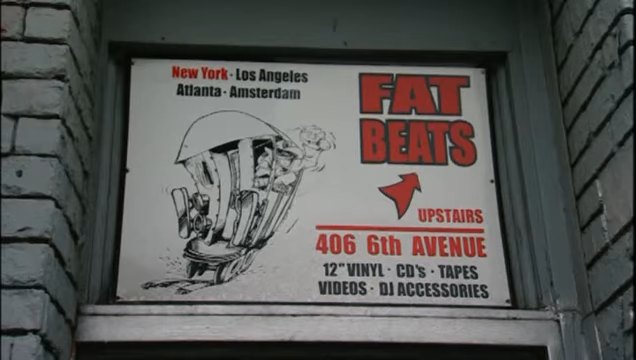 New York · Los Angeles
Atlanta · Amsterdam
FAT
BEATS
UPSTAIRS
406 6th AVENUE
12" VINYL · CD's · TAPES
VIDEOS · DJ ACCESSORIES